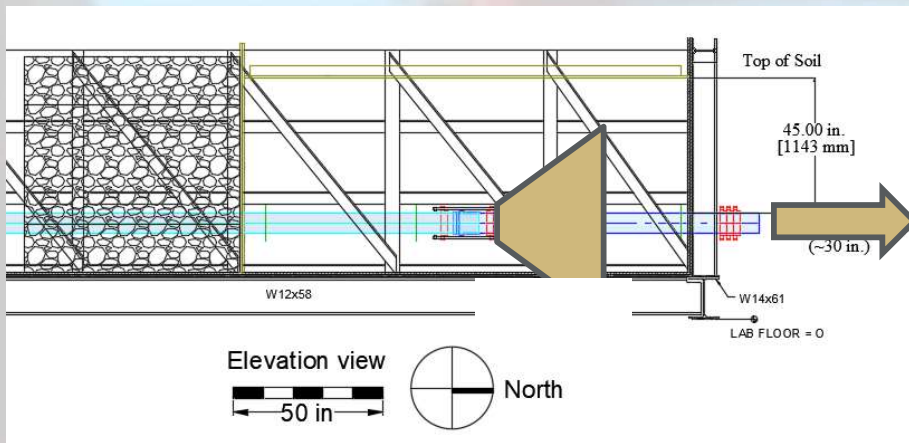 Top of Soil
45.00 in.
[1143 mm]
(~30 in.)
W12x58
W14x61
LAB FLOOR = 0
Elevation view
50 in
North